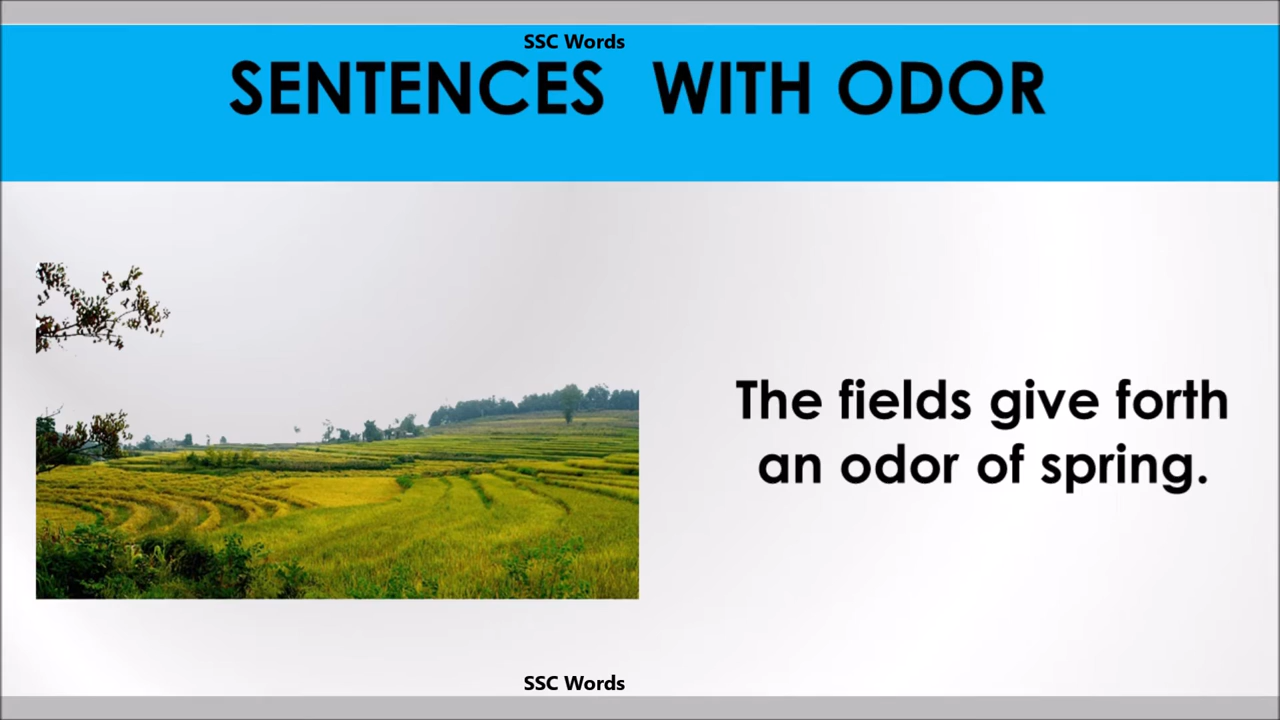 SSC Words
SENTENCES WITH ODOR
The fields give forth
an odor of spring.
SSC Words